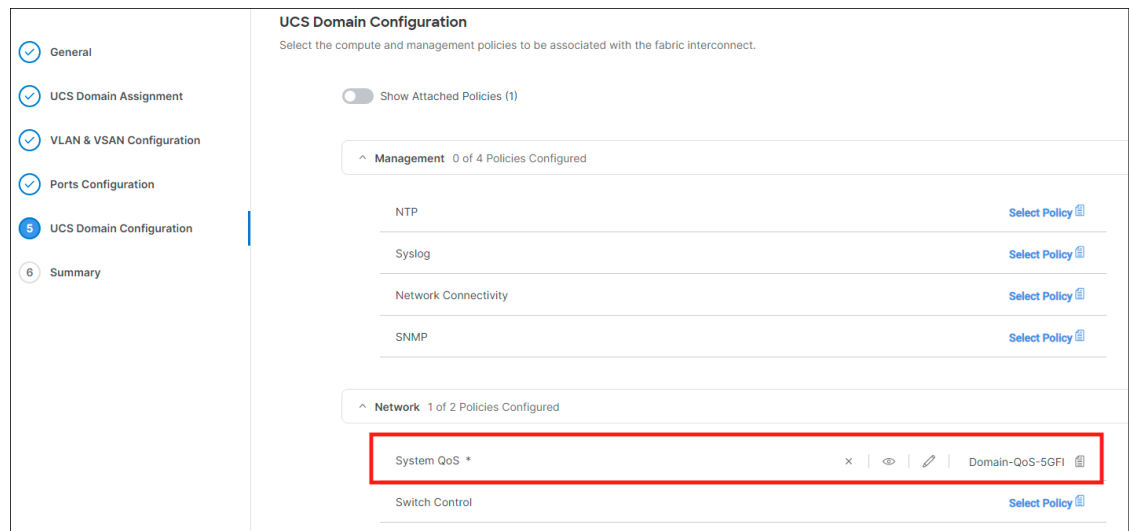 General
UCS Domain Assignment
VLAN & VSAN Configuration
Ports Configuration
5 UCS Domain Configuration
6 Summary
UCS Domain Configuration
Select the compute and management policies to be associated with the fabric interconnect.
Show Attached Policies (1)
Management 0 of 4 Policies Configured
NTP Select Policy
Syslog Select Policy
Network Connectivity Select Policy
SNMP Select Policy
Network 1 of 2 Policies Configured
System QoS * Domain-QoS-5GFI
Switch Control Select Policy